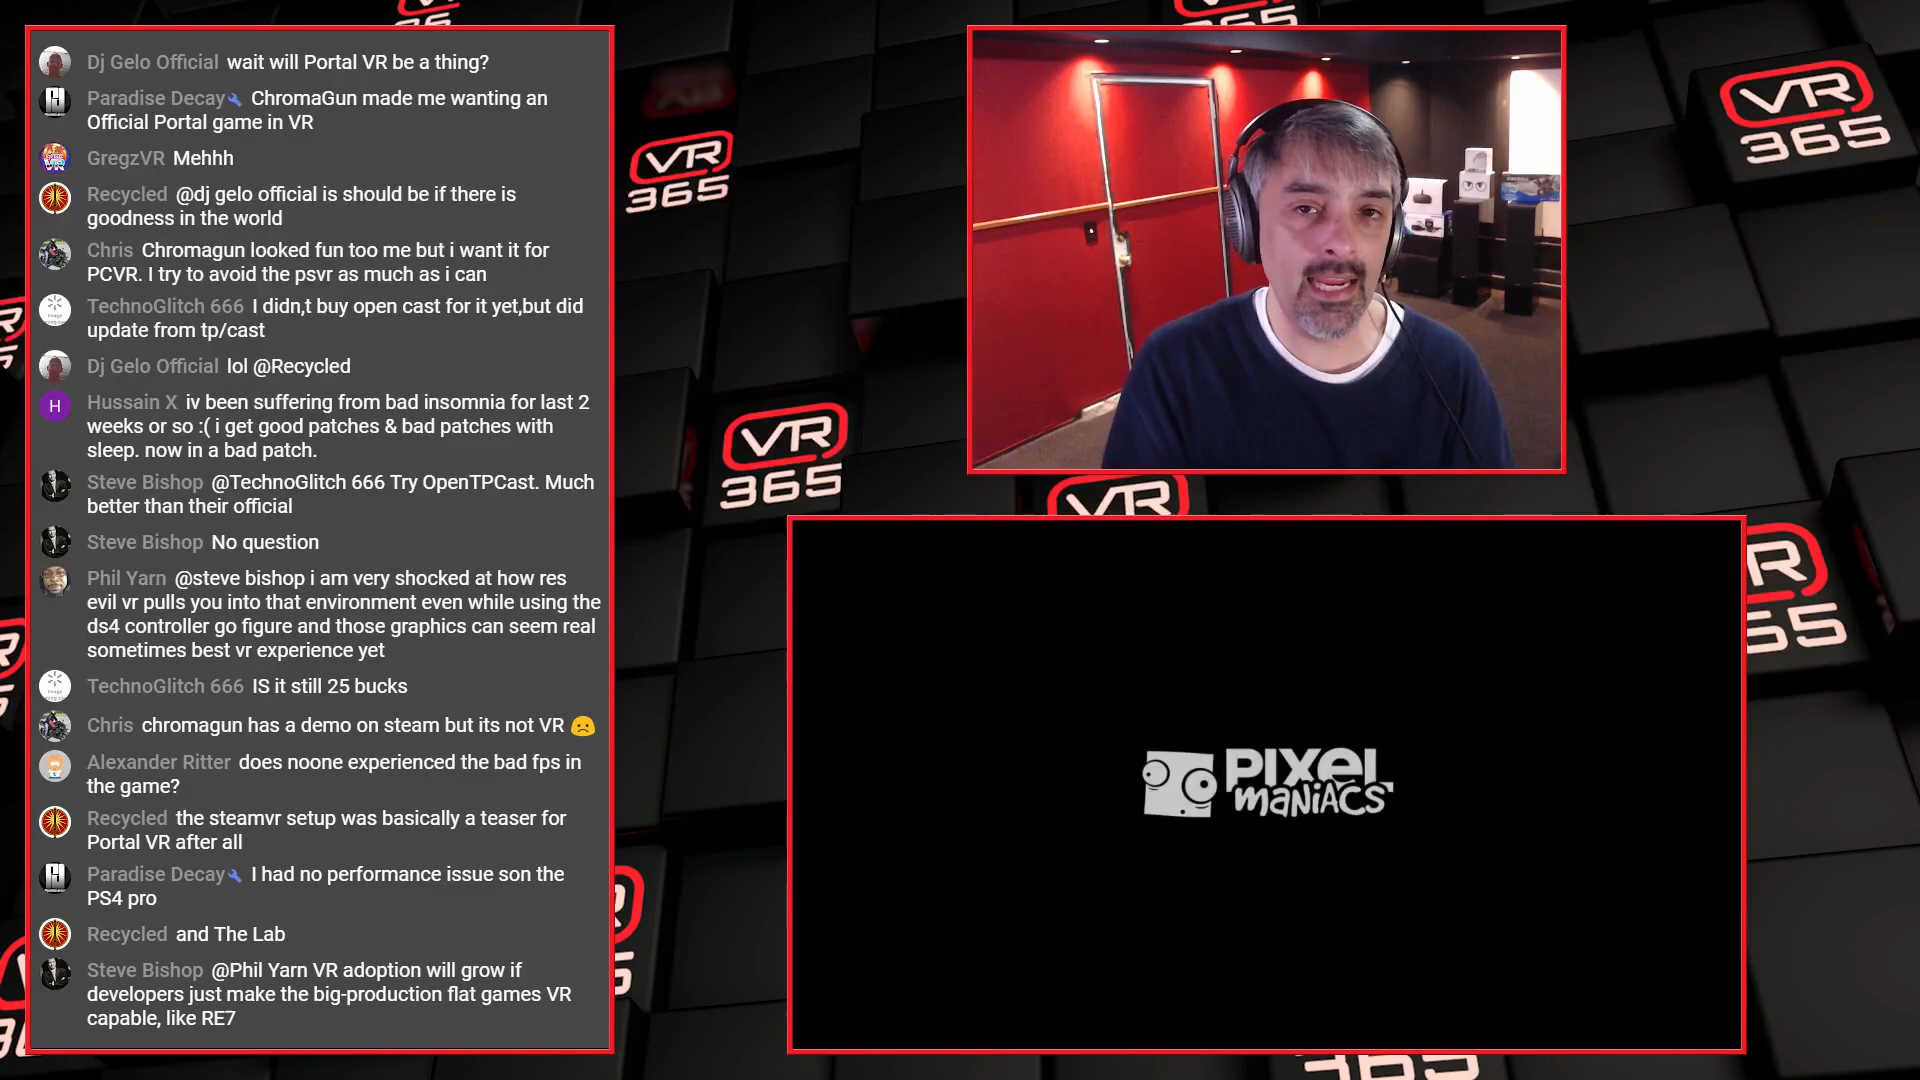 Dj Gelo Official wait will Portal VR be a thing?
Paradise Decay ChromaGun made me wanting an
Official Portal game in VR
GregzVR Mehhh
Recycled @dj gelo official is should be if there is
goodness in the world
Chris Chromagun looked fun too me but i want it for
PCVR. I try to avoid the psvr as much as i can
TechnoGlitch 666 I didn,t buy open cast for it yet,but did
update from tp/cast
Dj Gelo Official lol @Recycled
H
Hussain X iv been suffering from bad insomnia for last 2
weeks or so :( i get good patches & bad patches with
sleep. now in a bad patch.
Steve Bishop @TechnoGlitch 666 Try OpenTPCast. Much
better than their official
Steve Bishop No question
Phil Yarn @steve bishop i am very shocked at how res
evil vr pulls you into that environment even while using the
ds4 controller go figure and those graphics can seem real
sometimes best vr experience yet
TechnoGlitch 666 IS it still 25 bucks
Chris chromagun has a demo on steam but its not VR
Alexander Ritter does noone experienced the bad fps in
the game?
Recycled the steamvr setup was basically a teaser for
Portal VR after all
Paradise Decay I had no performance issue son the
PS4 pro
Recycled and The Lab
Steve Bishop @Phil Yarn VR adoption will grow if
developers just make the big-production flat games VR
capable, like RE7
VR
365
VR
365
VR
365
VR
PIXEL
MANIACS